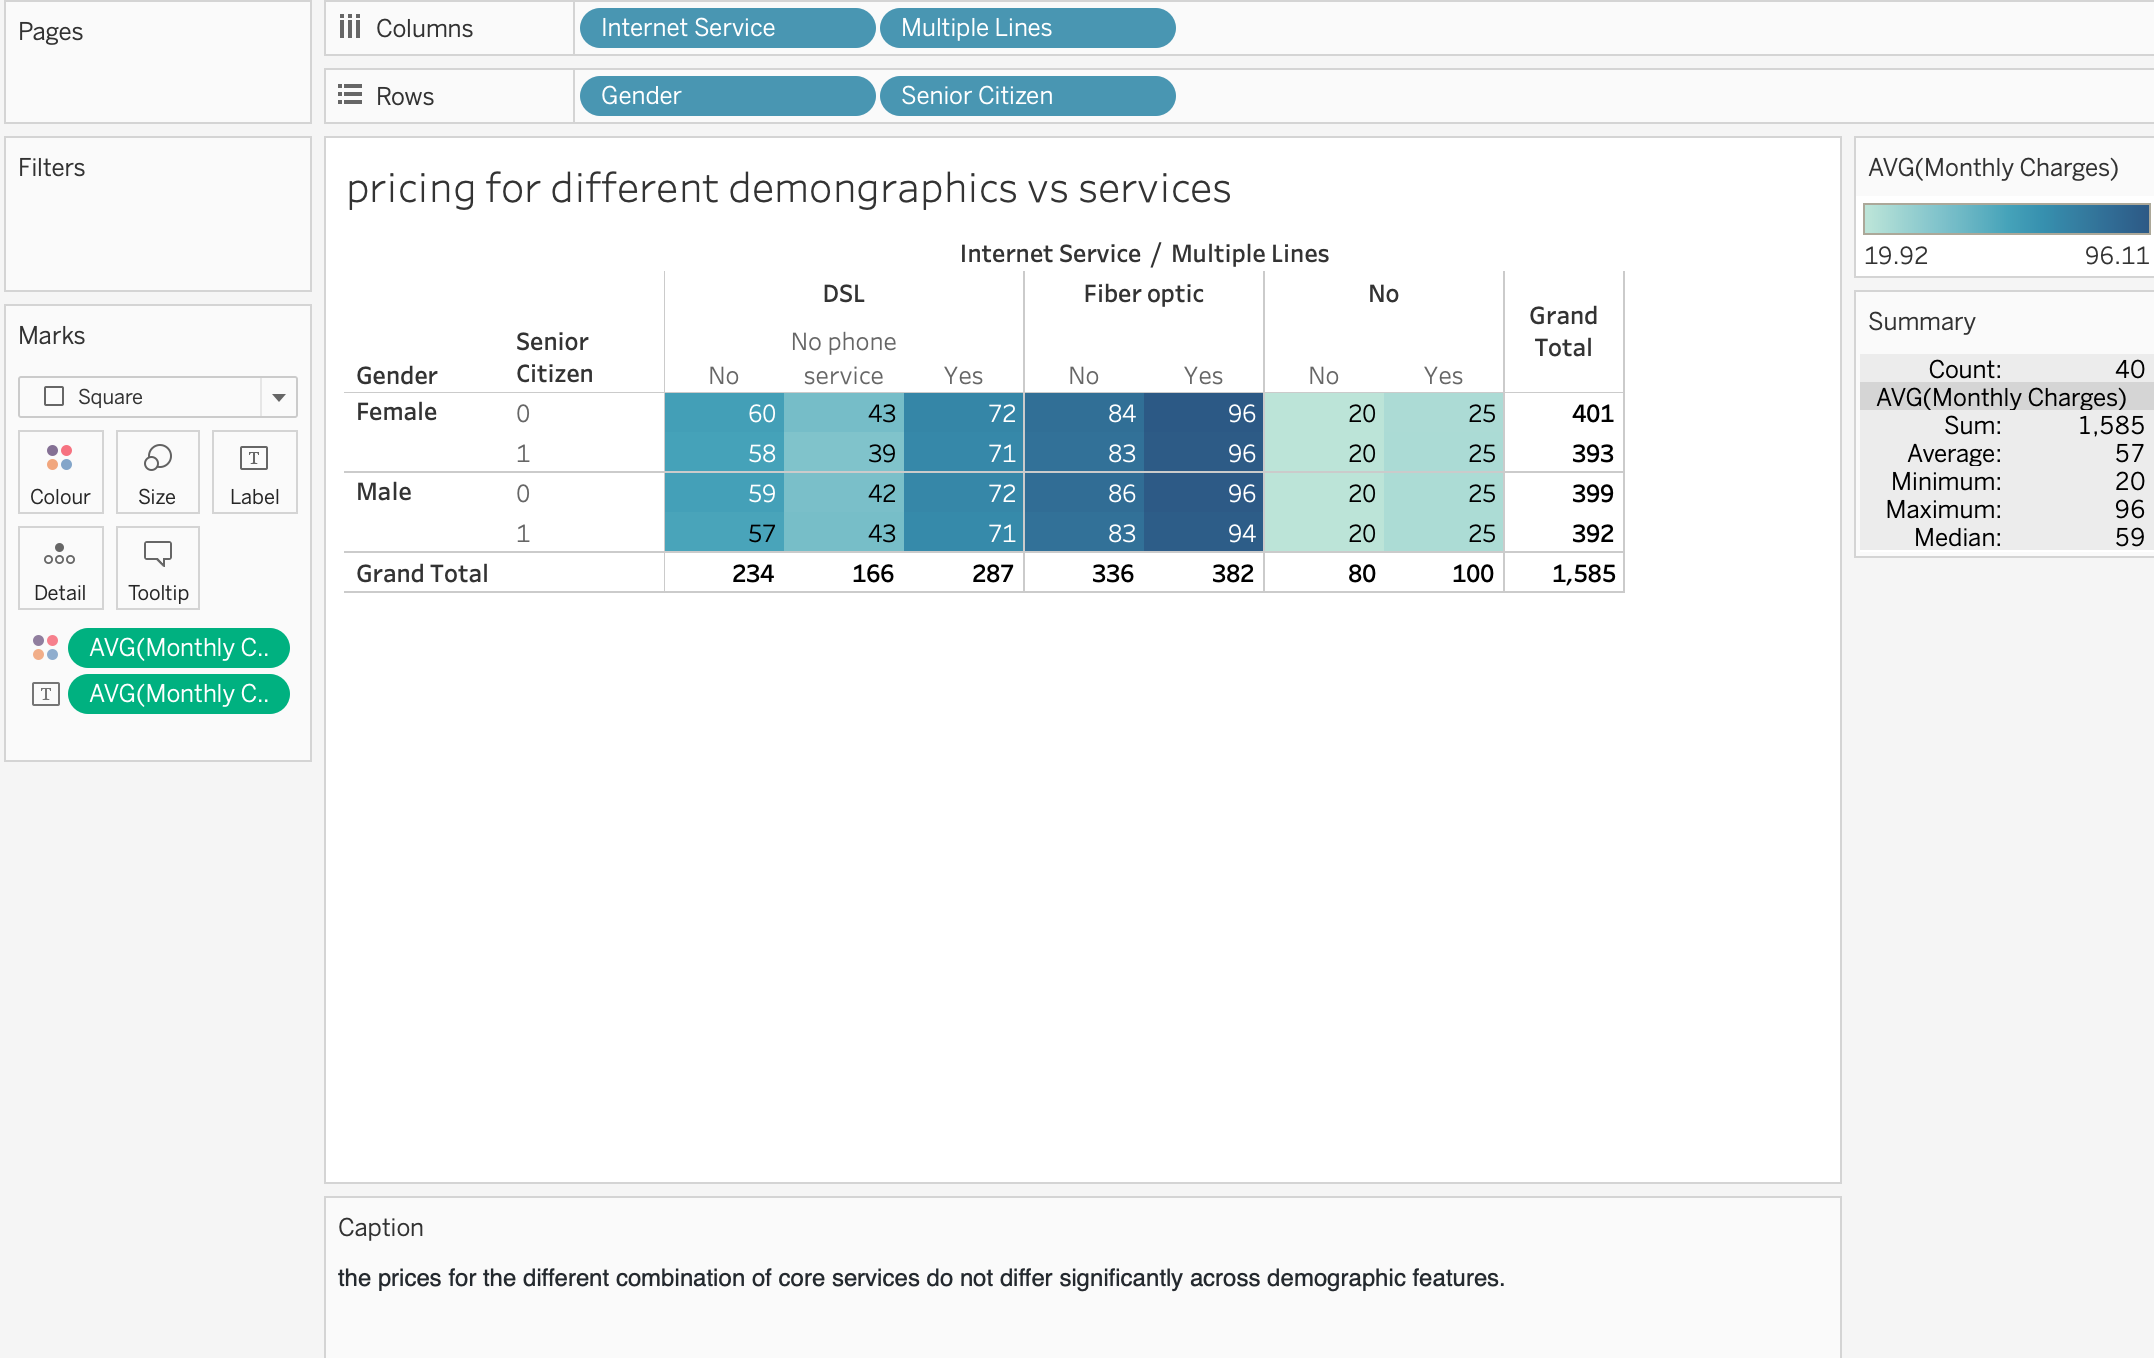 Pages
Columns
Internet Service
Multiple Lines
Rows
Gender
Senior Citizen
Filters
Marks
Square
Colour
Size
T
Label
Detail
Tooltip
AVG(Monthly C..
T
AVG(Monthly C..
pricing for different demongraphics vs services
Internet Service / Multiple Lines
DSL
Fiber optic
No
Grand
Total
Gender
Senior
Citizen
No
No phone
service
Yes
No
Yes
No
Yes
Female 0 60 43 72 84 96 20 25 401
1 58 39 71 83 96 20 25 393
Male 0 59 42 72 86 96 20 25 399
1 57 43 71 83 94 20 25 392
Grand Total 234 166 287 336 382 80 100 1,585
AVG(Monthly Charges)
19.92 96.11
Summary
Count: 40
AVG(Monthly Charges)
Sum: 1,585
Average: 57
Minimum: 20
Maximum: 96
Median: 59
Caption
the prices for the different combination of core services do not differ significantly across demographic features.